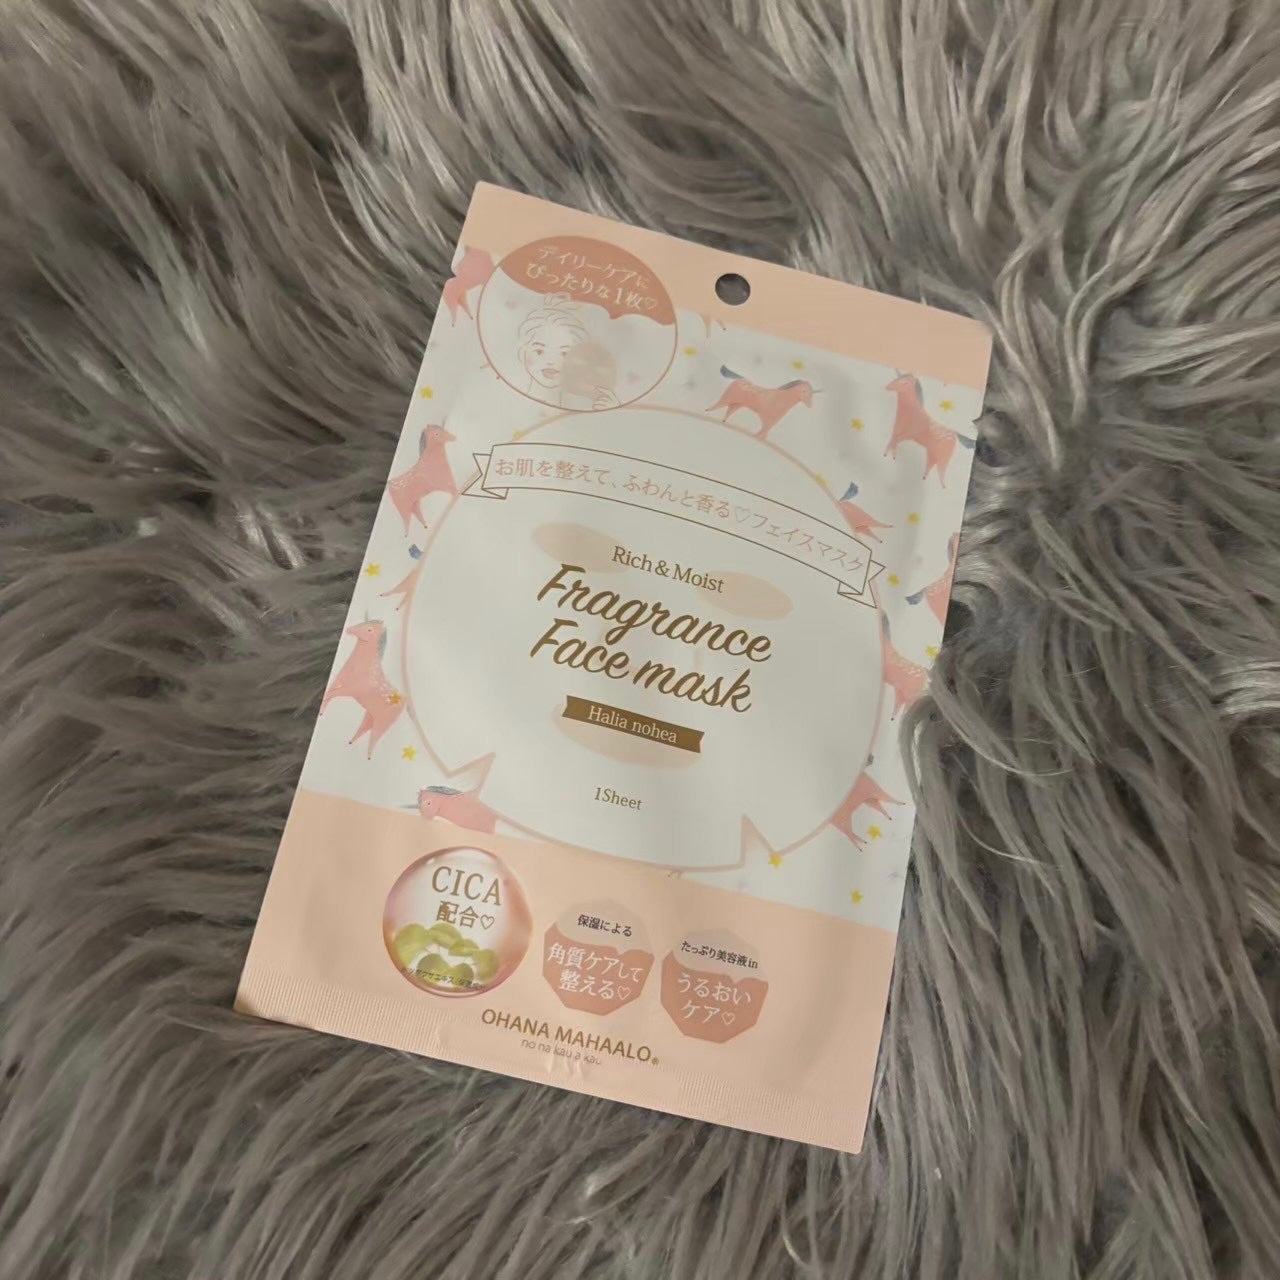 デイリーケアに
ぴったりな1枚♡
お肌を整えて、ふわんと香る♡フェイスマスク
Rich & Moist
Fragrance
Face mask
Halia nohea
1Sheet
CICA
配合♡
保湿による
角質ケアして
整える♡
たっぷり美容液in
うるおい
ケア♡
OHANA MAHAALO®
no na kau a kau